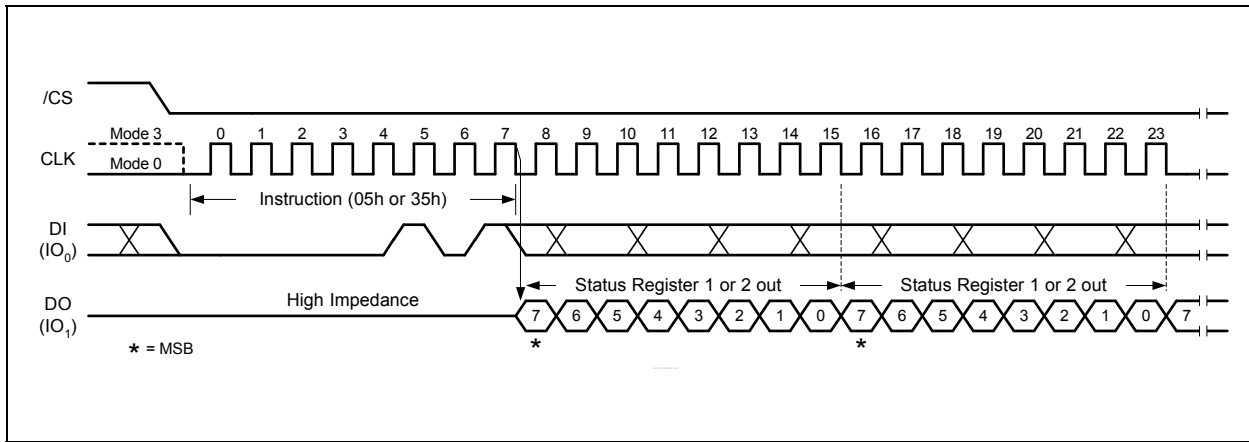 /CS
Mode 3 0 1 2 3 4 5 6 7 8 9 10 11 12 13 14 15 16 17 18 19 20 21 22 23
CLK
Mode 0
Instruction (05h or 35h)
DI
(IO0)
Status Register 1 or 2 out Status Register 1 or 2 out
DO High Impedance
(IO1) 7 6 5 4 3 2 1 0 7 6 5 4 3 2 1 0 7
* *
* = MSB